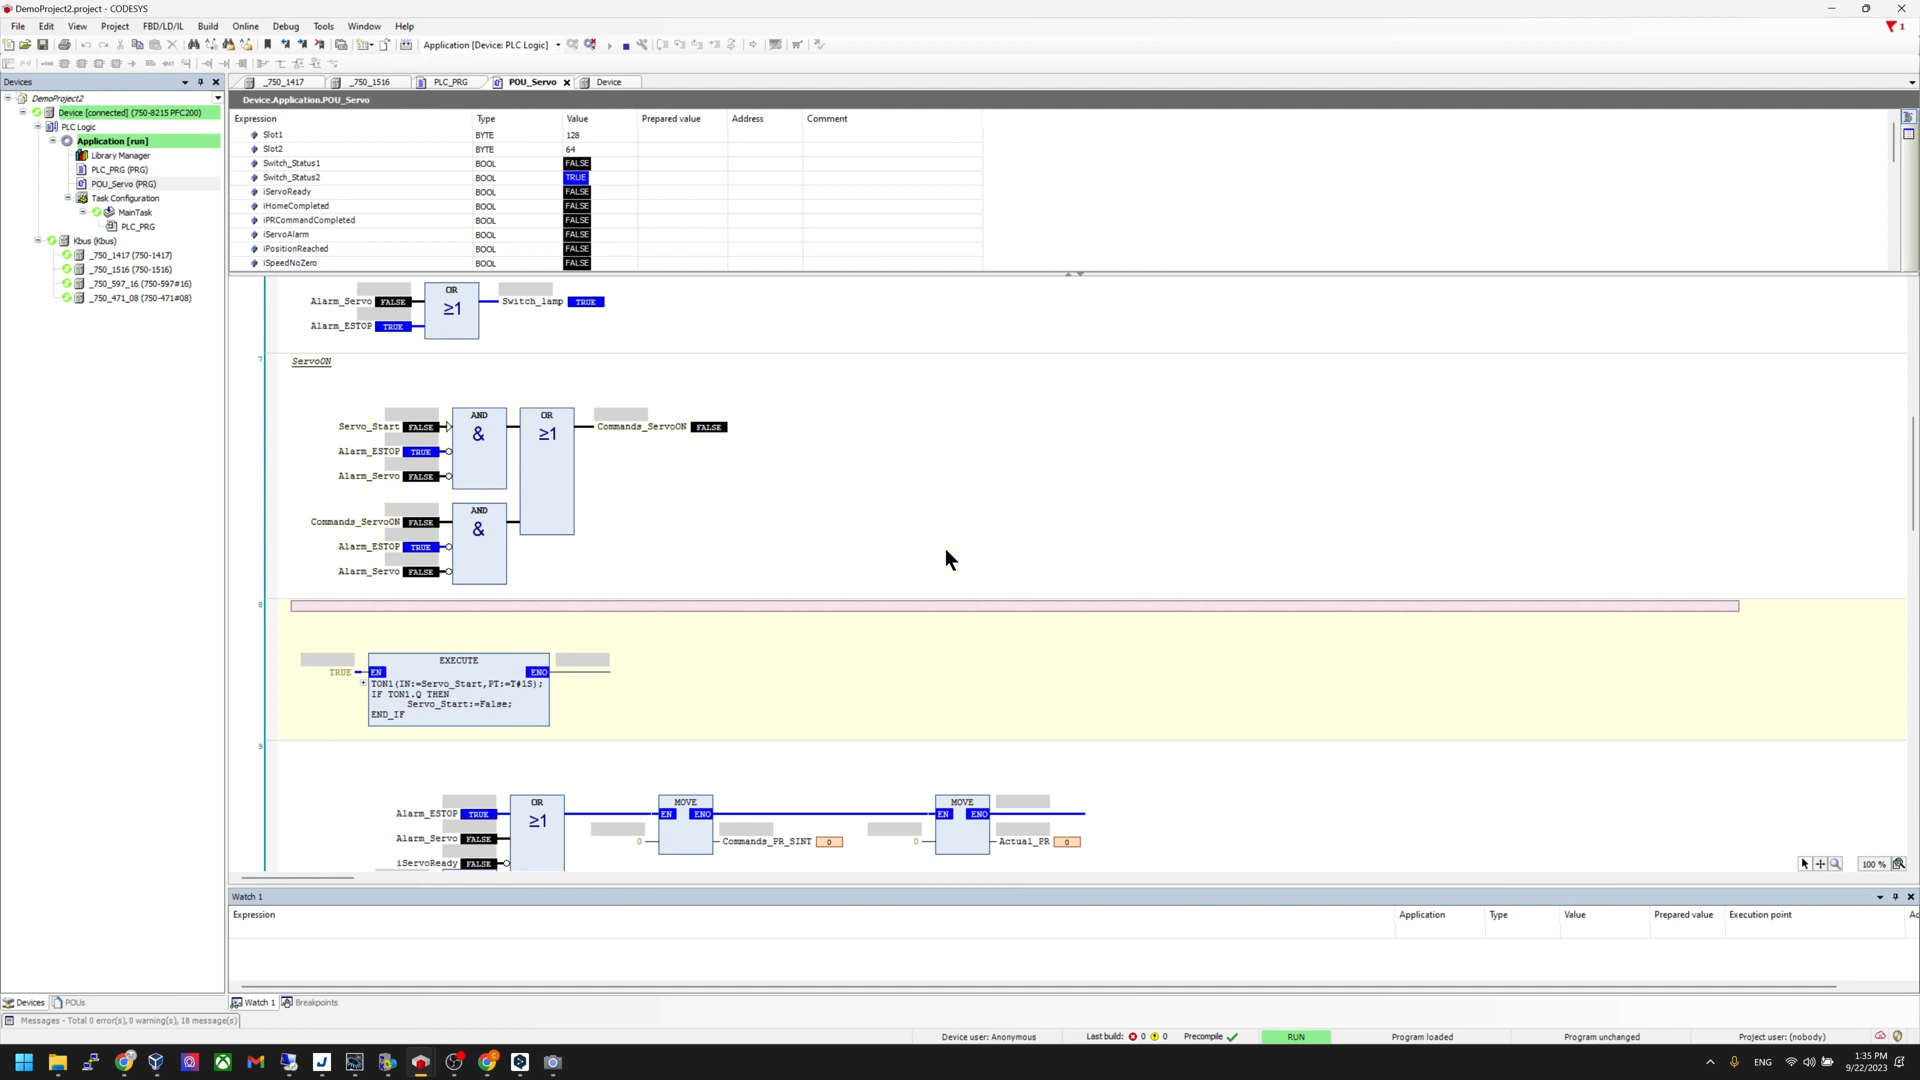 DemoProject2.project - CODESYS
File Edit View Project FBD/LD/IL Build Online Debug Tools Window Help
1
Application [Device: PLC Logic]
Devices
DemoProject2
Device [connected] (750-8215 PFC200)
PLC Logic
Application [run]
Library Manager
PLC_PRG (PRG)
POU_Servo (PRG)
Task Configuration
MainTask
PLC_PRG
Kbus (Kbus)
_750_1417 (750-1417)
_750_1516 (750-1516)
_750_597_16 (750-597#16)
_750_471_08 (750-471#08)
_750_1417 _750_1516 PLC_PRG POU_Servo Device
Device.Application.POU_Servo
Expression Type Value Prepared value Address Comment
Slot1 BYTE 128
Slot2 BYTE 64
Switch_Status1 BOOL FALSE
Switch_Status2 BOOL TRUE
iServoReady BOOL FALSE
iHomeCompleted BOOL FALSE
iPRCommandCompleted BOOL FALSE
iServoAlarm BOOL FALSE
iPositionReached BOOL FALSE
iSpeedNoZero BOOL FALSE
OR
Alarm_Servo FALSE ≥1 Switch_lamp TRUE
Alarm_ESTOP TRUE
7
ServoON
AND OR
Servo_Start FALSE & ≥1 Commands_ServoON FALSE
Alarm_ESTOP TRUE
Alarm_Servo FALSE
AND
Commands_ServoON FALSE &
Alarm_ESTOP TRUE
Alarm_Servo FALSE
8
EXECUTE
TRUE EN ENO
TON1(IN:=Servo_Start,PT:=T#1S);
IF TON1.Q THEN
Servo_Start:=False;
END_IF
9
OR MOVE MOVE
Alarm_ESTOP TRUE ≥1 EN ENO EN ENO
Alarm_Servo FALSE 0 Commands_PR_SINT 0 0 Actual_PR 0
iServoReady FALSE
100 %
Watch 1
Expression Application Type Value Prepared value Execution point Ac
Devices POUs
Watch 1 Breakpoints
Messages - Total 0 error(s), 0 warning(s), 18 message(s)
Device user: Anonymous Last build: 0 0 Precompile RUN Program loaded Program unchanged Project user: (nobody)
ENG
1:35 PM
9/22/2023